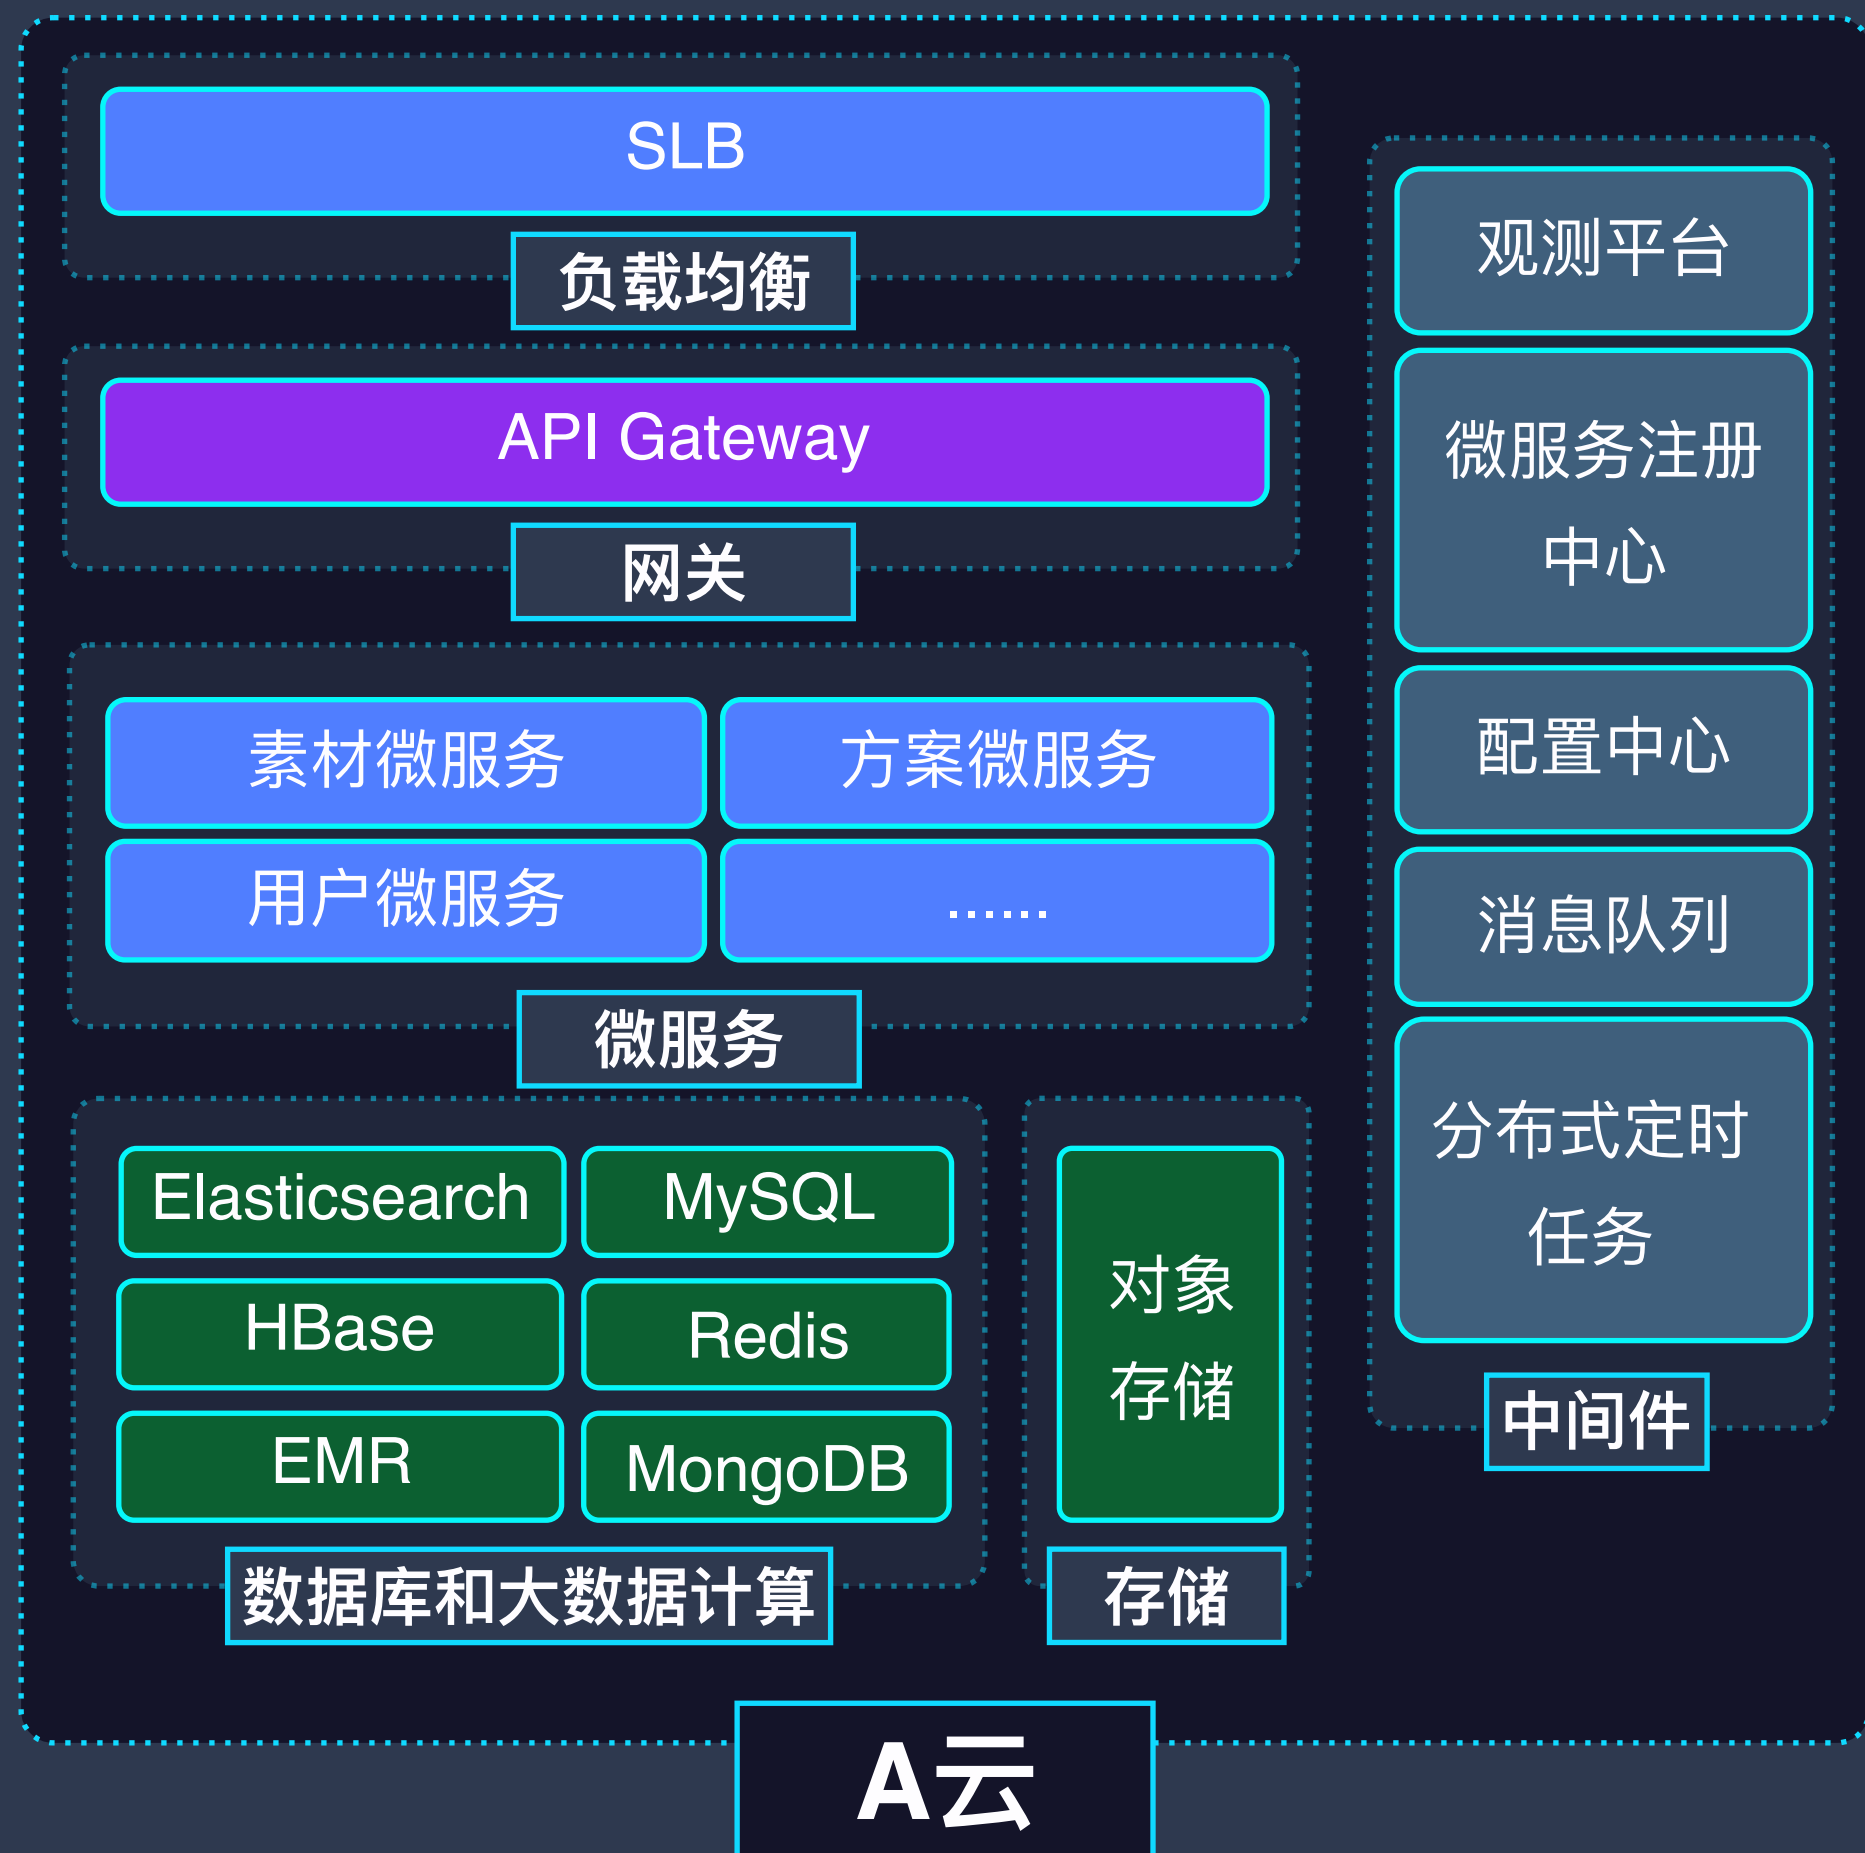 SLB
负载均衡
API Gateway
网关
素材微服务
方案微服务
用户微服务
......
微服务
Elasticsearch
MySQL
HBase
Redis
EMR
MongoDB
数据库和大数据计算
对象
存储
存储
观测平台
微服务注册
中心
配置中心
消息队列
分布式定时
任务
中间件
A云